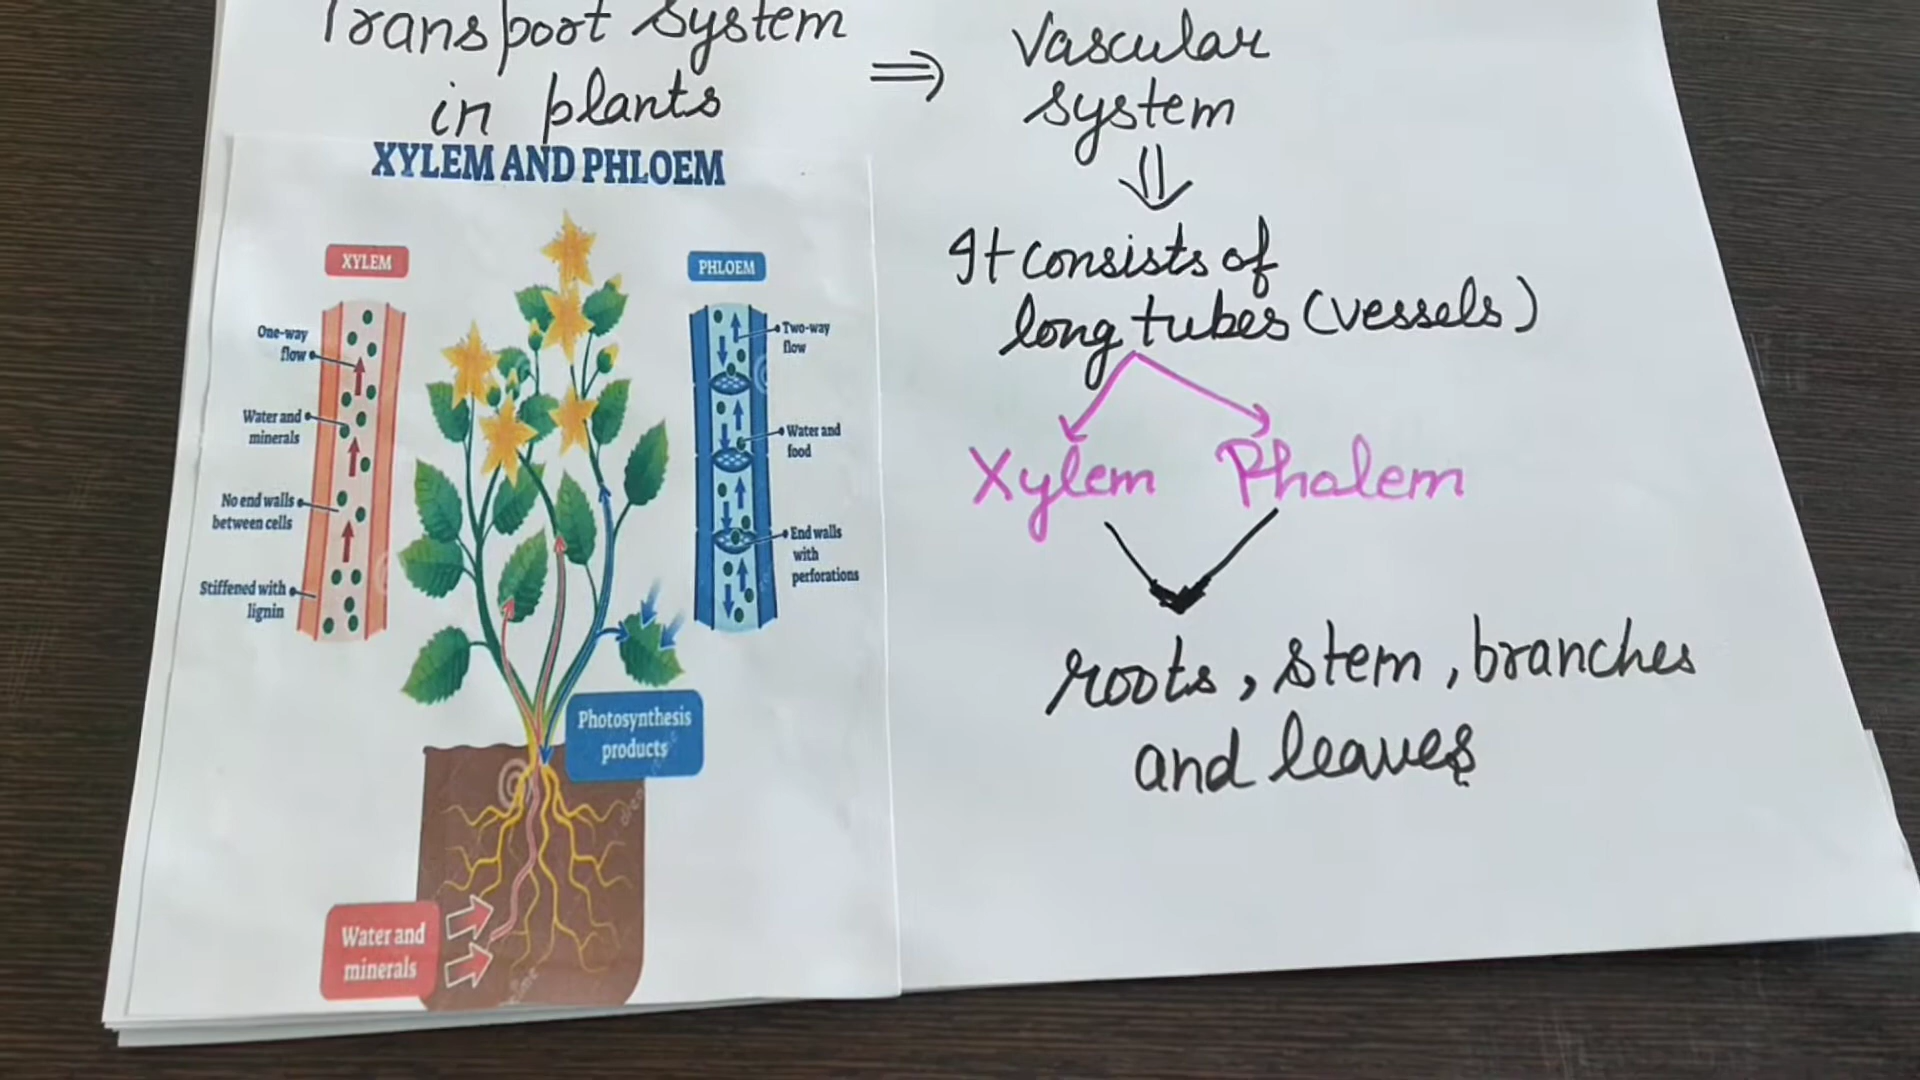 Transport System
in plants
⇒ Vascular
system
It consists of
long tubes (vessels)
Xylem Phalem
roots, stem, branches
and leaves
XYLEM AND PHLOEM
XYLEM
One-way
flow
Water and
minerals
No end walls
between cells
Stiffened with
lignin
PHLOEM
Two-way
flow
Water and
food
End walls
with
perforations
Photosynthesis
products
Water and
minerals